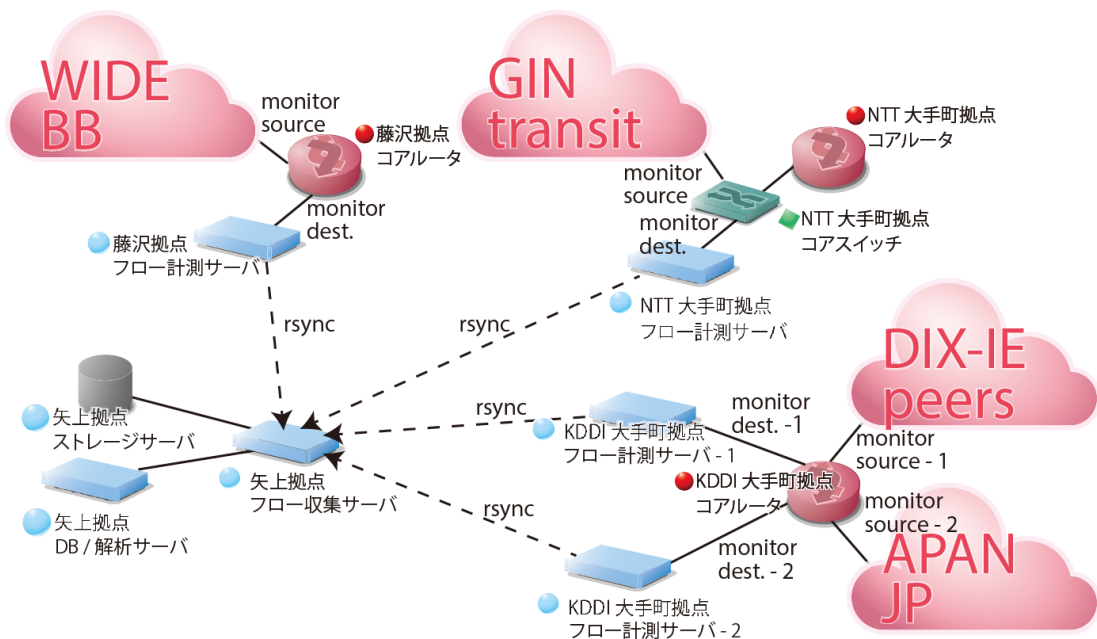 WIDE
BB
monitor
source
藤沢拠点
コアルータ
monitor
dest.
藤沢拠点
フロー計測サーバ
GIN
transit
NTT 大手町拠点
コアルータ
monitor
source
monitor
dest.
NTT 大手町拠点
コアスイッチ
NTT 大手町拠点
フロー計測サーバ
rsync
rsync
DIX-IE
peers
rsync
monitor
dest. -1
KDDI 大手町拠点
フロー計測サーバ - 1
monitor
source - 1
矢上拠点
ストレージサーバ
矢上拠点
フロー収集サーバ
KDDI 大手町拠点
コアルータ
monitor
source - 2
矢上拠点
DB / 解析サーバ
rsync
monitor
dest. - 2
APAN
JP
KDDI 大手町拠点
フロー計測サーバ - 2